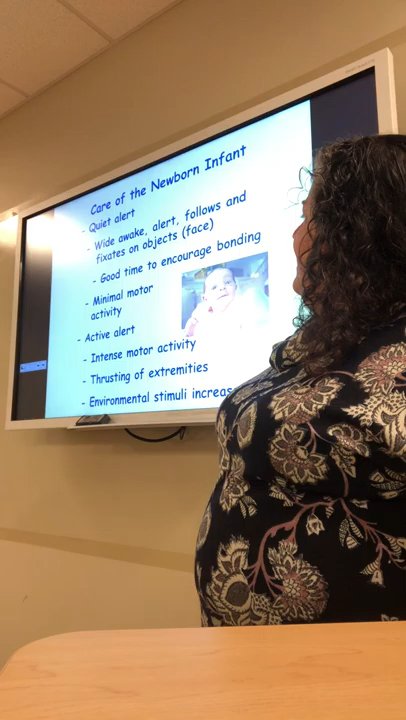 Care of the Newborn Infant
- Quiet alert
- Wide awake, alert, follows and
fixates on objects (face)
- Good time to encourage bonding
- Minimal motor
activity
- Active alert
- Intense motor activity
- Thrusting of extremities
- Environmental stimuli increas